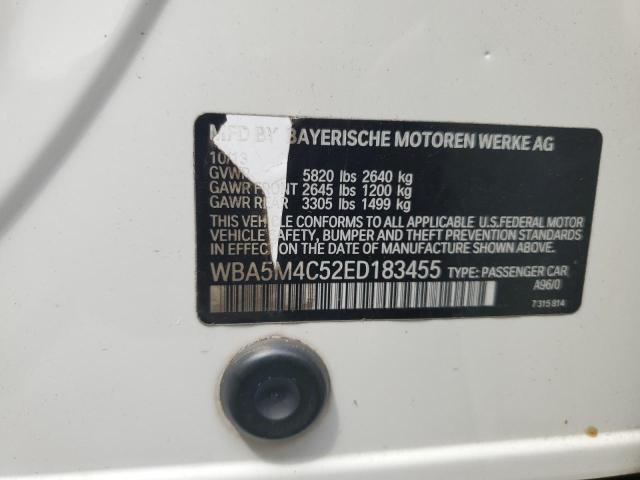 MFD BY BAYERISCHE MOTOREN WERKE AG
10/13
GVWR 5820 lbs 2640 kg
GAWR FRONT 2645 lbs 1200 kg
GAWR REAR 3305 lbs 1499 kg
THIS VEHICLE CONFORMS TO ALL APPLICABLE U.S.FEDERAL MOTOR
VEHICLE SAFETY, BUMPER AND THEFT PREVENTION STANDARDS
IN EFFECT ON THE DATE OF MANUFACTURE SHOWN ABOVE.
WBA5M4C52ED183455 TYPE: PASSENGER CAR
A96/0
7315814